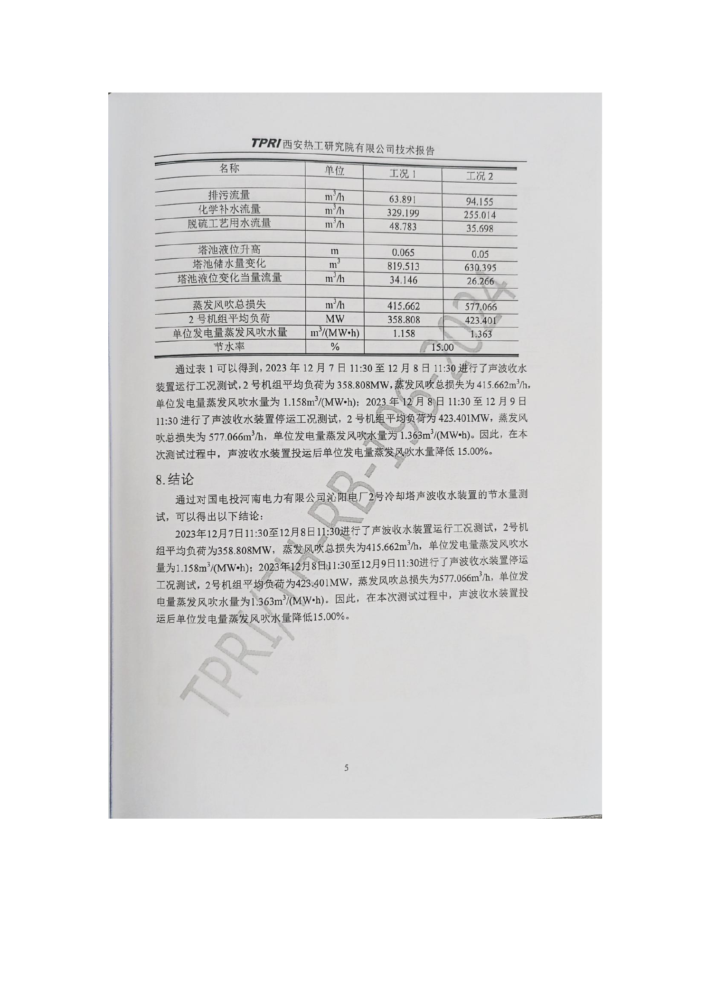 TPRI西安热工研究院有限公司技术报告
名称 单位 工况 1 工况 2
排污流量 m³/h 63.891 94.155
化学补水流量 m³/h 329.199 255.014
脱硫工艺用水流量 m³/h 48.783 35.698
塔池液位升高 m 0.065 0.05
塔池储水量变化 m³ 819.513 630.395
塔池液位变化当量流量 m³/h 34.146 26.266
蒸发风吹总损失 m³/h 415.662 577.066
2 号机组平均负荷 MW 358.808 423.401
单位发电量蒸发风吹水量 m³/(MW•h) 1.158 1.363
节水率 % 15.00
通过表 1 可以得到，2023 年 12 月 7 日 11:30 至 12 月 8 日 11:30 进行了声波收水
装置运行工况测试，2 号机组平均负荷为 358.808MW，蒸发风吹总损失为 415.662m³/h，
单位发电量蒸发风吹水量为 1.158m³/(MW•h)；2023 年 12 月 8 日 11:30 至 12 月 9 日
11:30 进行了声波收水装置停运工况测试，2 号机组平均负荷为 423.401MW，蒸发风
吹总损失为 577.066m³/h，单位发电量蒸发风吹水量为 1.363m³/(MW•h)。因此，在本
次测试过程中，声波收水装置投运后单位发电量蒸发风吹水量降低 15.00%。
8.结论
通过对国电投河南电力有限公司沁阳电厂2号冷却塔声波收水装置的节水量测
试，可以得出以下结论：
2023年12月7日11:30至12月8日11:30进行了声波收水装置运行工况测试，2号机
组平均负荷为358.808MW，蒸发风吹总损失为415.662m³/h，单位发电量蒸发风吹水
量为1.158m³/(MW•h)；2023年12月8日11:30至12月9日11:30进行了声波收水装置停运
工况测试，2号机组平均负荷为423.401MW，蒸发风吹总损失为577.066m³/h，单位发
电量蒸发风吹水量为1.363m³/(MW•h)。因此，在本次测试过程中，声波收水装置投
运后单位发电量蒸发风吹水量降低15.00%。
TPRI/TH-RB-196-2024
5